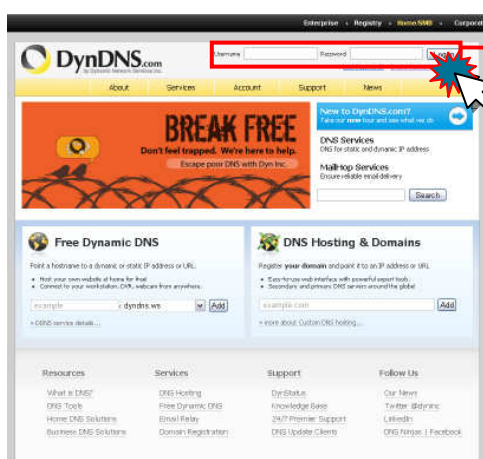 Enterprise • Registry • Home/SMB • Corporat
DynDNS.com
by Dynamic Network Services Inc.
Username
Password
Login
About
Services
Account
Support
News
BREAK FREE
Don't feel trapped. We're here to help.
Escape poor DNS with Dyn Inc.
New to DynDNS.com?
Take our now tour and see what we do
DNS Services
DNS for static and dynamic IP address
MailHop Services
Ensure reliable email delivery
Search
Free Dynamic DNS
Point a hostname to a dynamic or static IP address or URL.
• Host your own website at home for free!
• Connect to your workstation, DVR, webcam from anywhere.
example
. dyndns.ws
Add
» DDNS service details...
DNS Hosting & Domains
Register your domain and point it to an IP address or URL.
• Easy-to-use web interface with powerful expert tools.
• Secondary and primary DNS servers around the globe!
example.com
Add
» more about Custom DNS hosting...
Resources
What is DNS?
DNS Tools
Home DNS Solutions
Business DNS Solutions
Services
DNS Hosting
Free Dynamic DNS
Email Relay
Domain Registration
Support
DynStatus
Knowledge Base
24/7 Premier Support
DNS Update Clients
Follow Us
Our News
Twitter @dyninc
LinkedIn
DNS Ninjas | Facebook